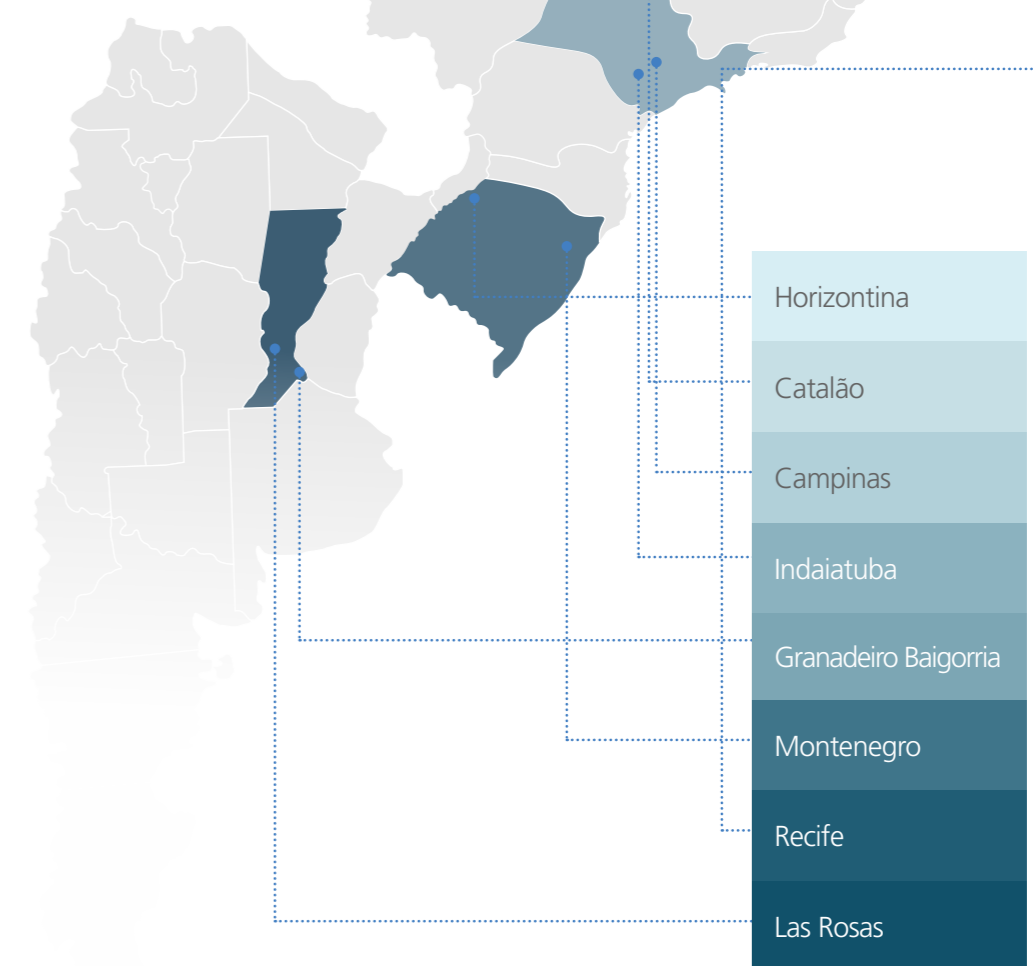 Horizontina
Catalão
Campinas
Indaiatuba
Granadeiro Baigorria
Montenegro
Recife
Las Rosas